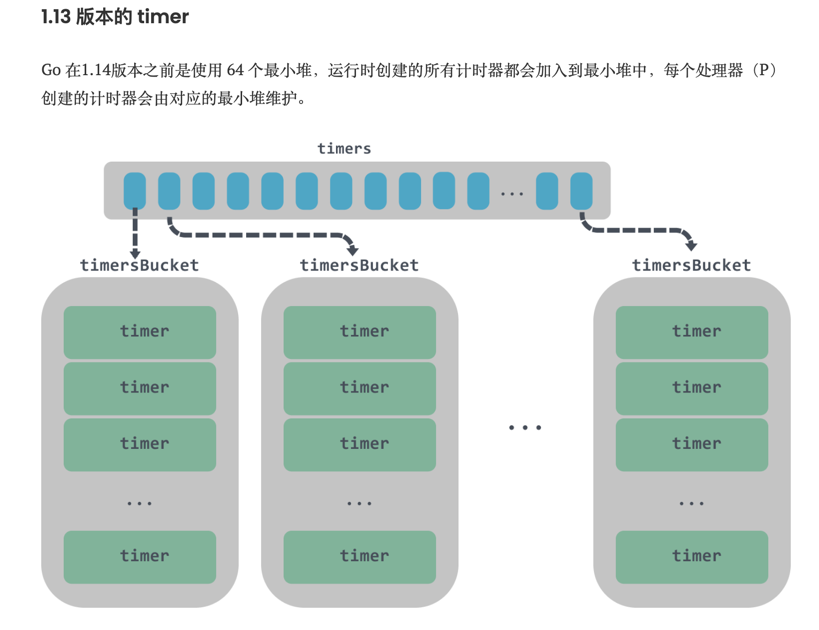 1.13 版本的 timer
Go 在1.14版本之前是使用 64 个最小堆，运行时创建的所有计时器都会加入到最小堆中，每个处理器（P）
创建的计时器会由对应的最小堆维护。
timers
...
timersBucket timersBucket timersBucket
timer timer timer
timer timer timer
timer timer timer
...
... ... ...
timer timer timer